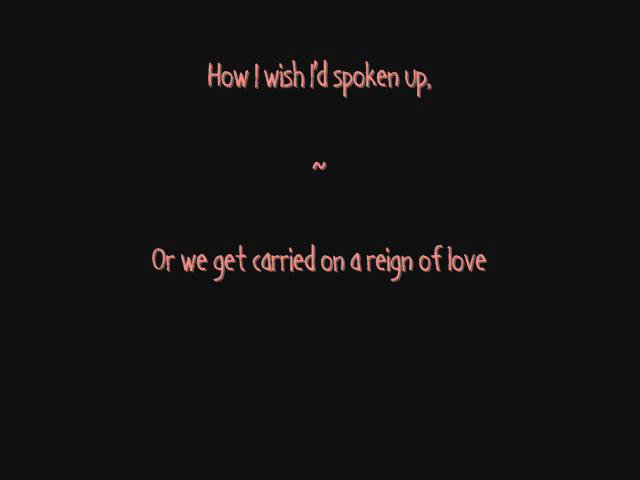 How I wish I'd spoken up,
~
Or we get carried on a reign of love